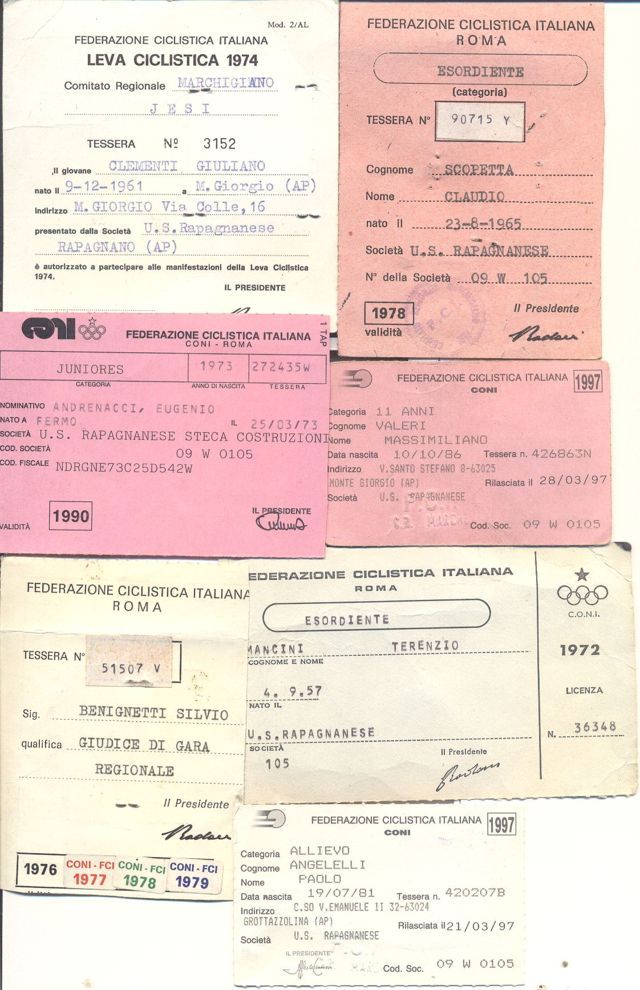 Mod. 2/AL
FEDERAZIONE CICLISTICA ITALIANA
LEVA CICLISTICA 1974
Comitato Regionale MARCHIGIANO
JESI
TESSERA Nº 3152
Il giovane CLEMENTI GIULIANO
nato il 9-12-1961 a M.Giorgio (AP)
Indirizzo M.GIORGIO Via Colle,16
presentato dalla Società U.S.Rapagnanese
RAPAGNANO (AP)
è autorizzato a partecipare alle manifestazioni della Leva Ciclistica
1974.
IL PRESIDENTE
FEDERAZIONE CICLISTICA ITALIANA
ROMA
ESORDIENTE
(categoria)
TESSERA N° 90715 Y
Cognome SCOPETTA
Nome CLAUDIO
nato il 23-8-1965
Società U.S. RAPAGNANESE
N° della Società 09 W 105
1978
validità
Il Presidente
CONI
FEDERAZIONE CICLISTICA ITALIANA
CONI - ROMA
1 TAP
JUNIORES
CATEGORIA
1973
ANNO DI NASCITA
272435W
TESSERA
NOMINATIVO ANDRENACCI, EUGENIO
NATO A FERMO IL 25/03/73
SOCIETÀ U.S. RAPAGNANESE STECA COSTRUZIONI
COD. SOCIETÀ 09 W 0105
COD. FISCALE NDRGNE73C25D542W
VALIDITÀ 1990
IL PRESIDENTE
FEDERAZIONE CICLISTICA ITALIANA
CONI
1997
Categoria 11 ANNI
Cognome VALERI
Nome MASSIMILIANO
Data nascita 10/10/86 Tessera n. 426863N
Indirizzo V.SANTO STEFANO 8-63025
MONTE GIORGIO (AP) Rilasciata il 28/03/97
Società U.S. RAPAGNANESE
Cod. Soc. 09 W 0105
FEDERAZIONE CICLISTICA ITALIANA
ROMA
TESSERA N° 51507 V
Sig. BENIGNETTI SILVIO
qualifica GIUDICE DI GARA
REGIONALE
Il Presidente
1976
CONI - FCI 1977
CONI - FCI 1978
CONI - FCI 1979
FEDERAZIONE CICLISTICA ITALIANA
ROMA
ESORDIENTE
MANCINI TERENZIO
COGNOME E NOME
4. 9.57
NATO IL
U.S.RAPAGNANESE
SOCIETÀ
105
Il Presidente
C.O.N.I.
1972
LICENZA
N. 36348
FEDERAZIONE CICLISTICA ITALIANA
CONI
1997
Categoria ALLIEVO
Cognome ANGELELLI
Nome PAOLO
Data nascita 19/07/81 Tessera n. 420207B
Indirizzo C.SO V.EMANUELE II 32-63024
GROTTAZZOLINA (AP) Rilasciata il 21/03/97
Società U.S. RAPAGNANESE
IL PRESIDENTE
Cod. Soc. 09 W 0105